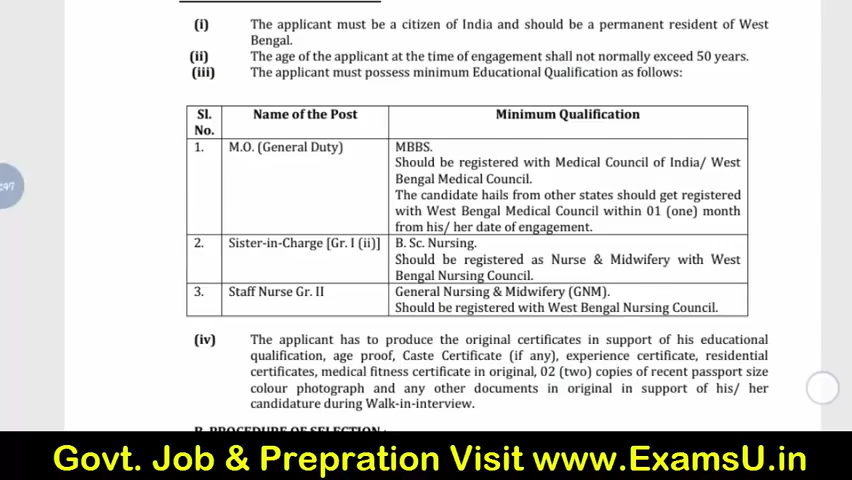 (i) The applicant must be a citizen of India and should be a permanent resident of West
Bengal.
(ii) The age of the applicant at the time of engagement shall not normally exceed 50 years.
(iii) The applicant must possess minimum Educational Qualification as follows:
Sl. No. Name of the Post Minimum Qualification
1. M.O. (General Duty) MBBS.
Should be registered with Medical Council of India/ West
Bengal Medical Council.
The candidate hails from other states should get registered
with West Bengal Medical Council within 01 (one) month
from his/ her date of engagement.
2. Sister-in-Charge [Gr. I (ii)] B. Sc. Nursing.
Should be registered as Nurse & Midwifery with West
Bengal Nursing Council.
3. Staff Nurse Gr. II General Nursing & Midwifery (GNM).
Should be registered with West Bengal Nursing Council.
(iv) The applicant has to produce the original certificates in support of his educational
qualification, age proof, Caste Certificate (if any), experience certificate, residential
certificates, medical fitness certificate in original, 02 (two) copies of recent passport size
colour photograph and any other documents in original in support of his/ her
candidature during Walk-in-interview.
B. PROCEDURE OF SELECTION :
Govt. Job & Prepration Visit www.ExamsU.in